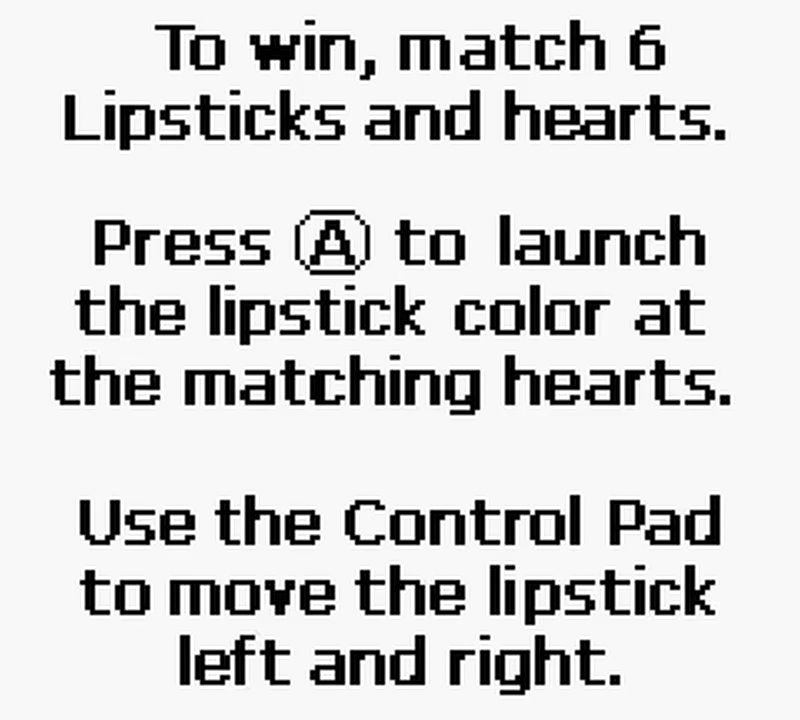 To win, match 6
Lipsticks and hearts.
Press Ⓐ to launch
the lipstick color at
the matching hearts.
Use the Control Pad
to move the lipstick
left and right.